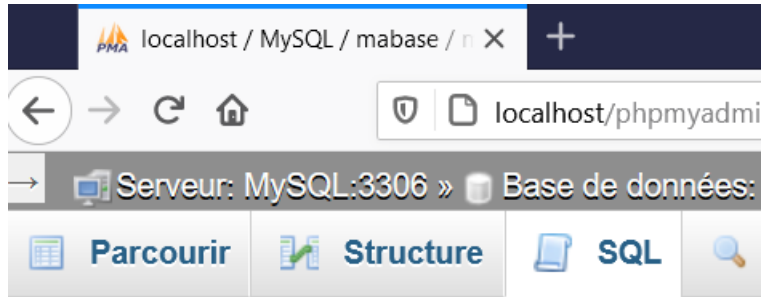 PMA localhost / MySQL / mabase /
localhost/phpmyadmi
Serveur: MySQL:3306 » Base de données:
Parcourir Structure SQL